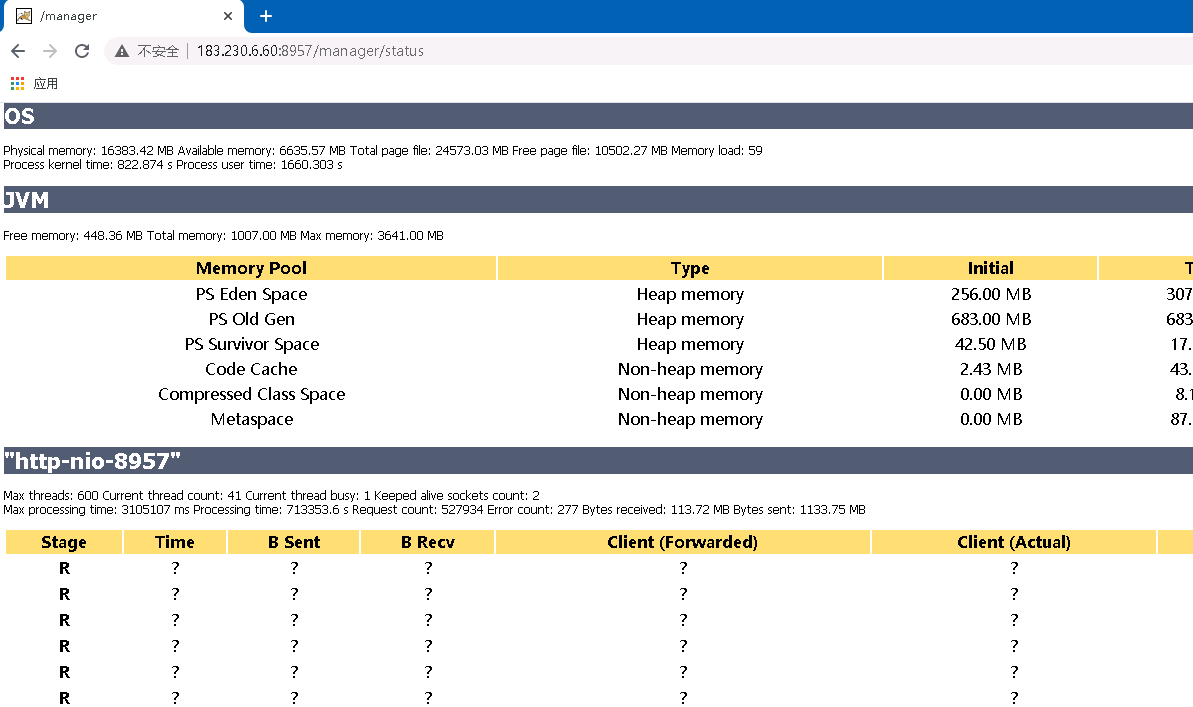 /manager
不安全 183.230.6.60:8957/manager/status
应用
OS
Physical memory: 16383.42 MB Available memory: 6635.57 MB Total page file: 24573.03 MB Free page file: 10502.27 MB Memory load: 59
Process kernel time: 822.874 s Process user time: 1660.303 s
JVM
Free memory: 448.36 MB Total memory: 1007.00 MB Max memory: 3641.00 MB
Memory Pool Type Initial T
PS Eden Space Heap memory 256.00 MB 307
PS Old Gen Heap memory 683.00 MB 683
PS Survivor Space Heap memory 42.50 MB 17.
Code Cache Non-heap memory 2.43 MB 43.
Compressed Class Space Non-heap memory 0.00 MB 8.1
Metaspace Non-heap memory 0.00 MB 87.
"http-nio-8957"
Max threads: 600 Current thread count: 41 Current thread busy: 1 Keeped alive sockets count: 2
Max processing time: 3105107 ms Processing time: 713353.6 s Request count: 527934 Error count: 277 Bytes received: 113.72 MB Bytes sent: 1133.75 MB
Stage Time B Sent B Recv Client (Forwarded) Client (Actual)
R ? ? ? ? ?
R ? ? ? ? ?
R ? ? ? ? ?
R ? ? ? ? ?
R ? ? ? ? ?
R ? ? ? ? ?